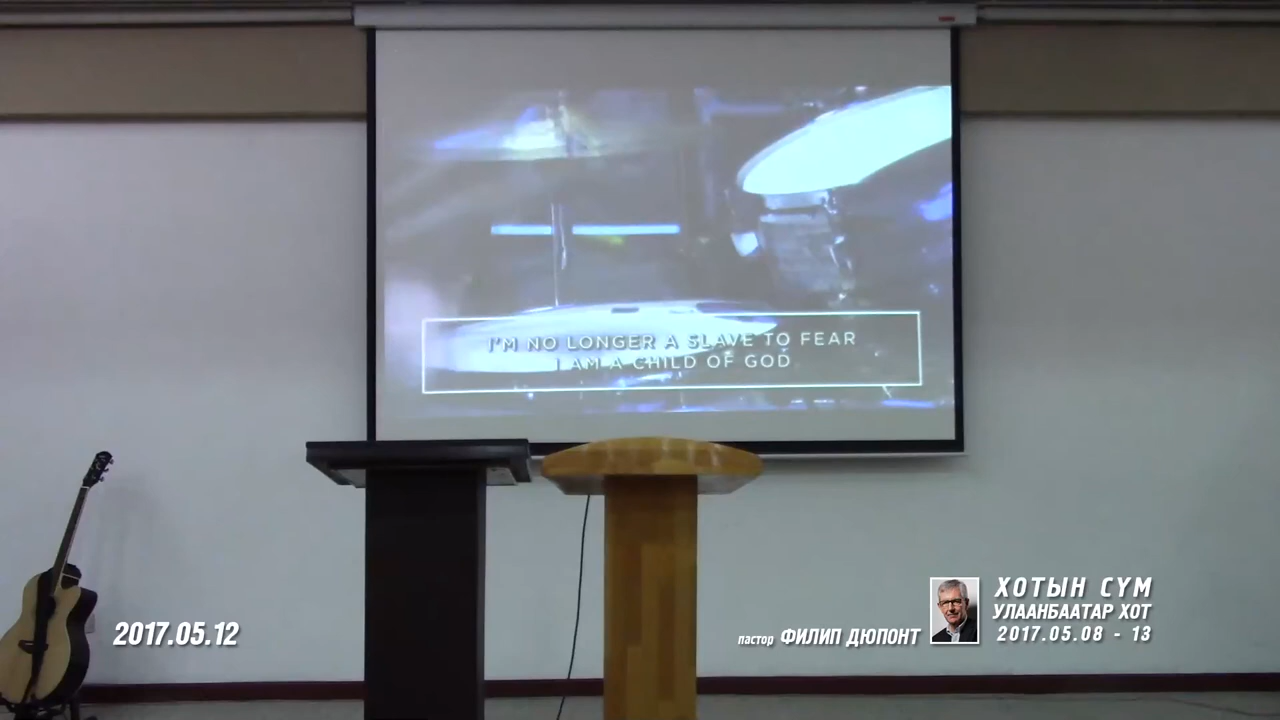 I'M NO LONGER A SLAVE TO FEAR
I AM A CHILD OF GOD
2017.05.12
пастор ФИЛИП ДЮПОНТ
ХОТЫН СҮМ
УЛААНБААТАР ХОТ
2017.05.08 - 13